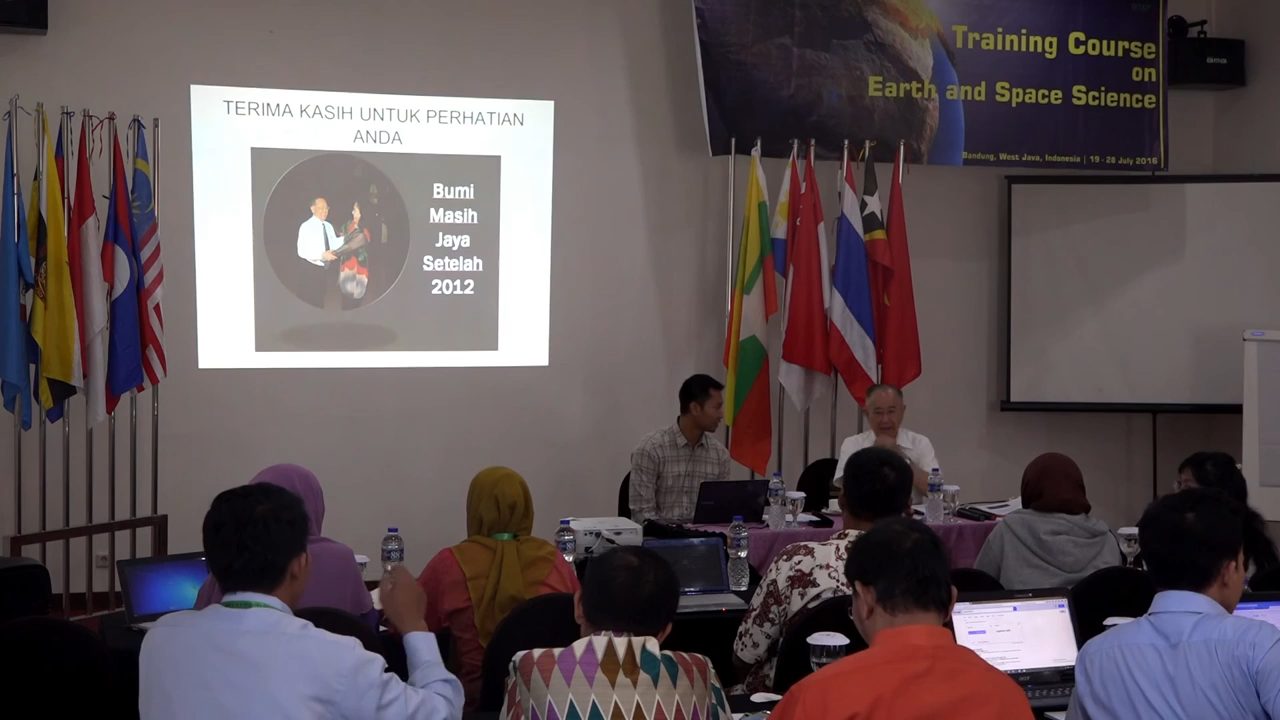 TERIMA KASIH UNTUK PERHATIAN
ANDA
Bumi
Masih
Jaya
Setelah
2012
Training Course
on
Earth and Space Science
Bandung, West Java, Indonesia | 19 - 28 July 2016